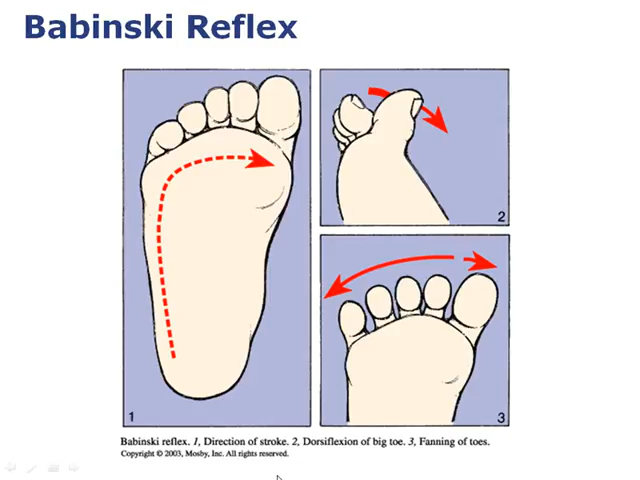 Babinski Reflex
1
2
3
Babinski reflex. 1, Direction of stroke. 2, Dorsiflexion of big toe. 3, Fanning of toes.
Copyright © 2003, Mosby, Inc. All rights reserved.